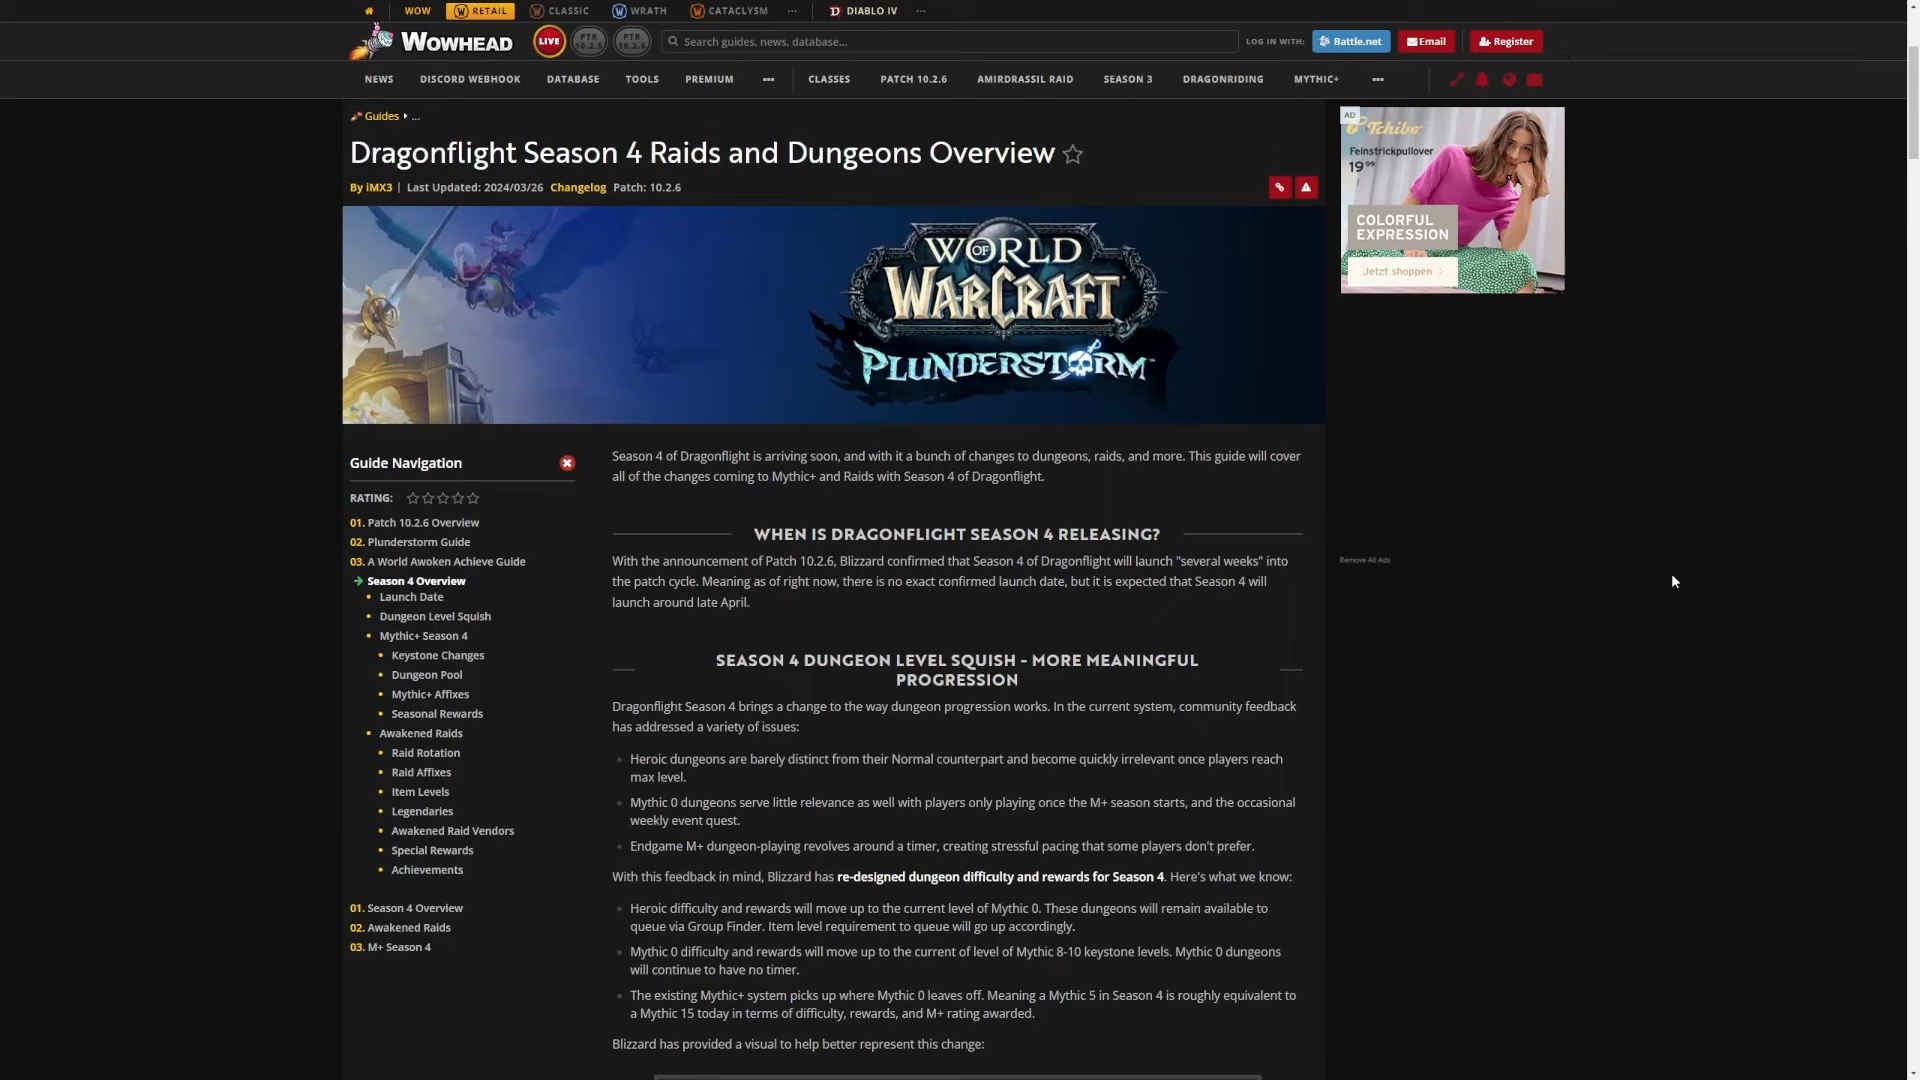 WOW
RETAIL
CLASSIC
WRATH
CATACLYSM
DIABLO IV
WOWHEAD
LIVE
PTR 10.2.5
PTR 10.2.6
Search guides, news, database...
LOG IN WITH:
Battle.net
Email
Register
NEWS
DISCORD WEBHOOK
DATABASE
TOOLS
PREMIUM
CLASSES
PATCH 10.2.6
AMIRDRASSIL RAID
SEASON 3
DRAGONRIDING
MYTHIC+
Guides ...
Dragonflight Season 4 Raids and Dungeons Overview
By iMX3 | Last Updated: 2024/03/26 Changelog Patch: 10.2.6
WORLD OF WARCRAFT
PLUNDERSTORM
AD
Tchibo
Feinstrickpullover
19 99
COLORFUL
EXPRESSION
Jetzt shoppen
Remove All Ads
Guide Navigation
RATING:
01. Patch 10.2.6 Overview
02. Plunderstorm Guide
03. A World Awoken Achieve Guide
Season 4 Overview
Launch Date
Dungeon Level Squish
Mythic+ Season 4
Keystone Changes
Dungeon Pool
Mythic+ Affixes
Seasonal Rewards
Awakened Raids
Raid Rotation
Raid Affixes
Item Levels
Legendaries
Awakened Raid Vendors
Special Rewards
Achievements
01. Season 4 Overview
02. Awakened Raids
03. M+ Season 4
Season 4 of Dragonflight is arriving soon, and with it a bunch of changes to dungeons, raids, and more. This guide will cover
all of the changes coming to Mythic+ and Raids with Season 4 of Dragonflight.
WHEN IS DRAGONFLIGHT SEASON 4 RELEASING?
With the announcement of Patch 10.2.6, Blizzard confirmed that Season 4 of Dragonflight will launch "several weeks" into
the patch cycle. Meaning as of right now, there is no exact confirmed launch date, but it is expected that Season 4 will
launch around late April.
SEASON 4 DUNGEON LEVEL SQUISH - MORE MEANINGFUL
PROGRESSION
Dragonflight Season 4 brings a change to the way dungeon progression works. In the current system, community feedback
has addressed a variety of issues:
Heroic dungeons are barely distinct from their Normal counterpart and become quickly irrelevant once players reach
max level.
Mythic 0 dungeons serve little relevance as well with players only playing once the M+ season starts, and the occasional
weekly event quest.
Endgame M+ dungeon-playing revolves around a timer, creating stressful pacing that some players don't prefer.
With this feedback in mind, Blizzard has re-designed dungeon difficulty and rewards for Season 4. Here's what we know:
Heroic difficulty and rewards will move up to the current level of Mythic 0. These dungeons will remain available to
queue via Group Finder. Item level requirement to queue will go up accordingly.
Mythic 0 difficulty and rewards will move up to the current of level of Mythic 8-10 keystone levels. Mythic 0 dungeons
will continue to have no timer.
The existing Mythic+ system picks up where Mythic 0 leaves off. Meaning a Mythic 5 in Season 4 is roughly equivalent to
a Mythic 15 today in terms of difficulty, rewards, and M+ rating awarded.
Blizzard has provided a visual to help better represent this change: